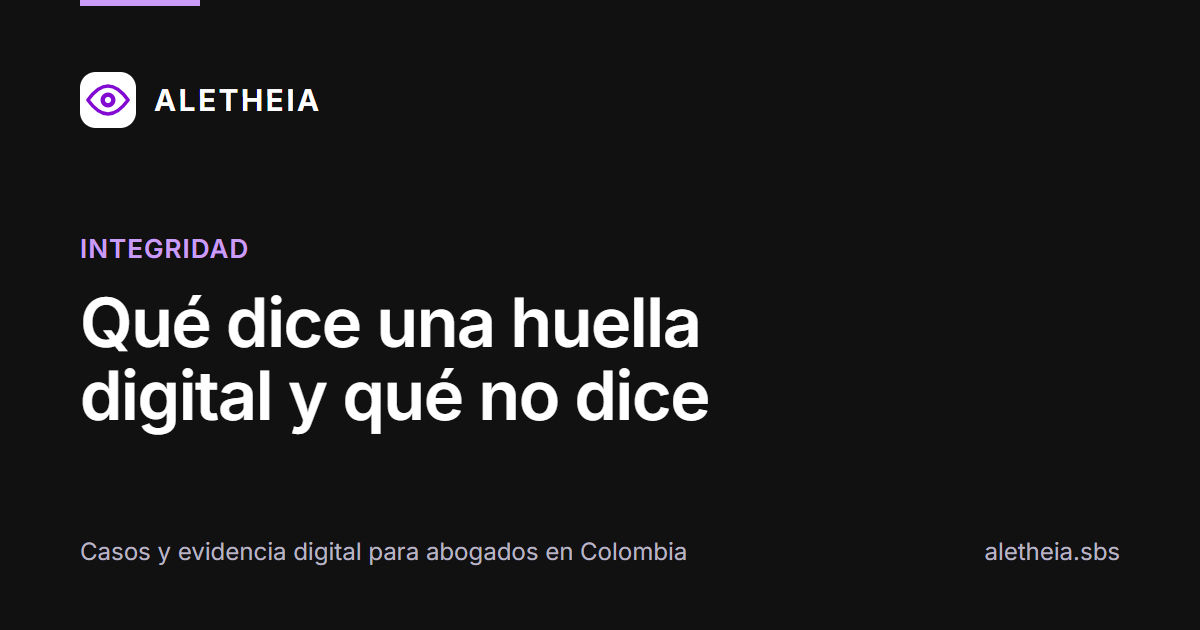 ALETHEIA
INTEGRIDAD
Qué dice una huella
digital y qué no dice
Casos y evidencia digital para abogados en Colombia
aletheia.sbs